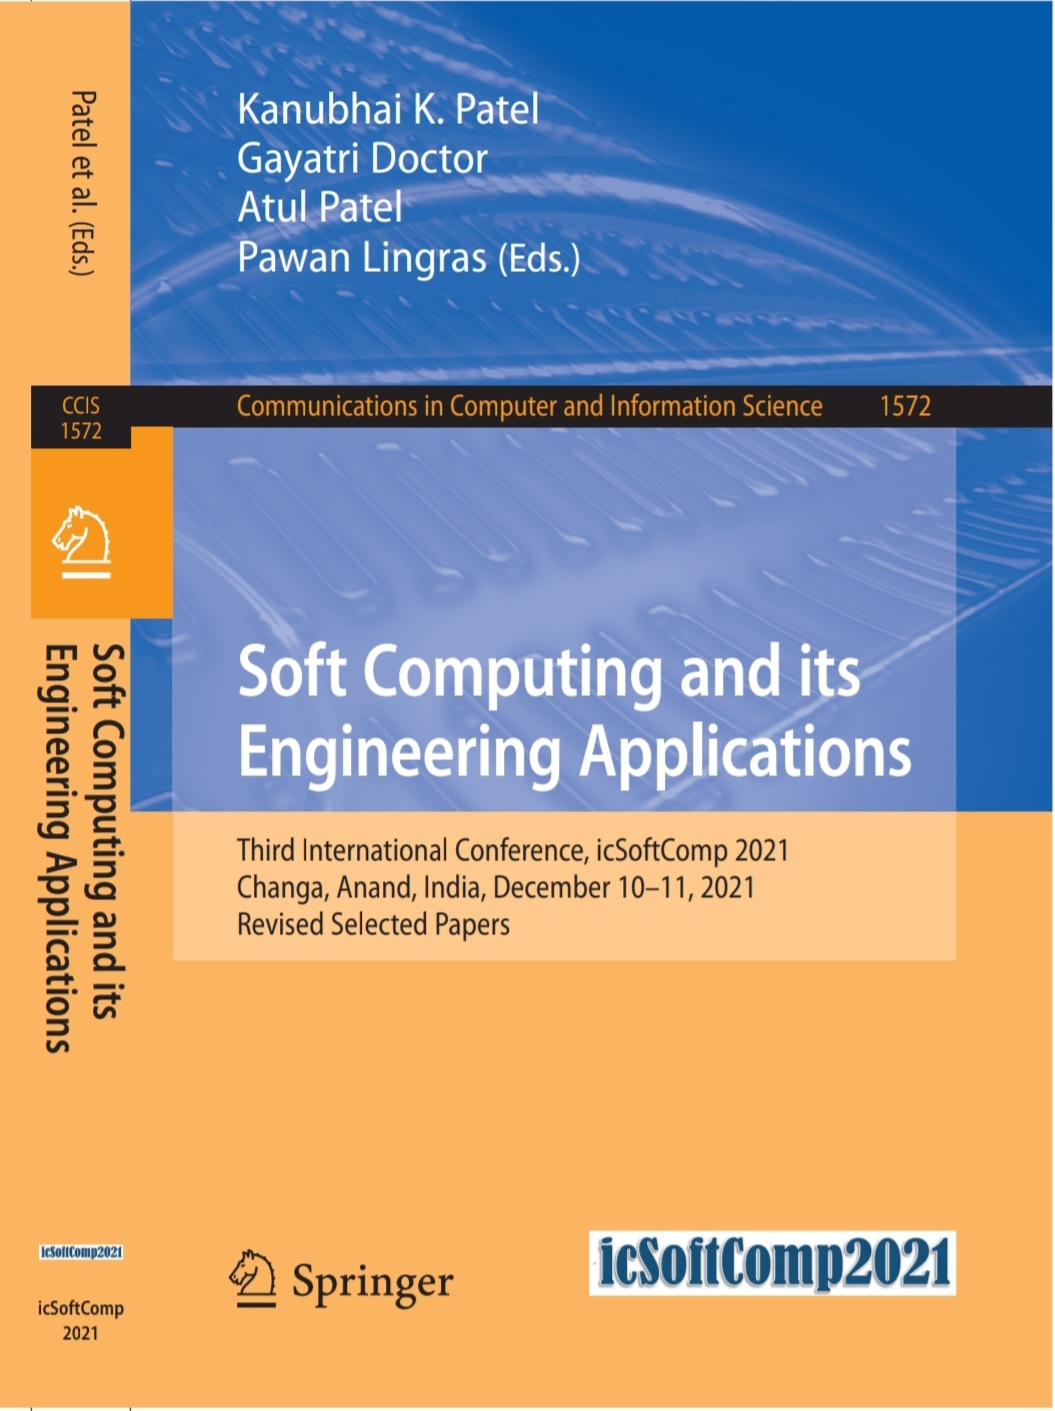 Patel et al. (Eds.)
CCIS
1572
Soft Computing and its
Engineering Applications
icSoftComp2021
icSoftComp
2021
Kanubhai K. Patel
Gayatri Doctor
Atul Patel
Pawan Lingras (Eds.)
Communications in Computer and Information Science 1572
Soft Computing and its
Engineering Applications
Third International Conference, icSoftComp 2021
Changa, Anand, India, December 10–11, 2021
Revised Selected Papers
Springer
icSoftComp2021